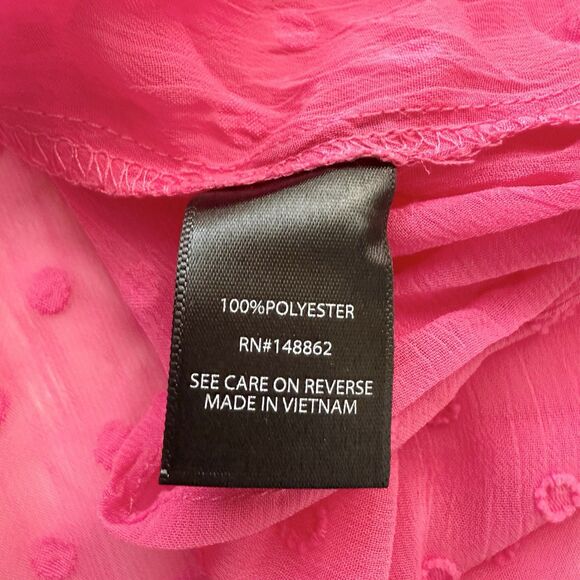 100%POLYESTER
RN#148862
SEE CARE ON REVERSE
MADE IN VIETNAM